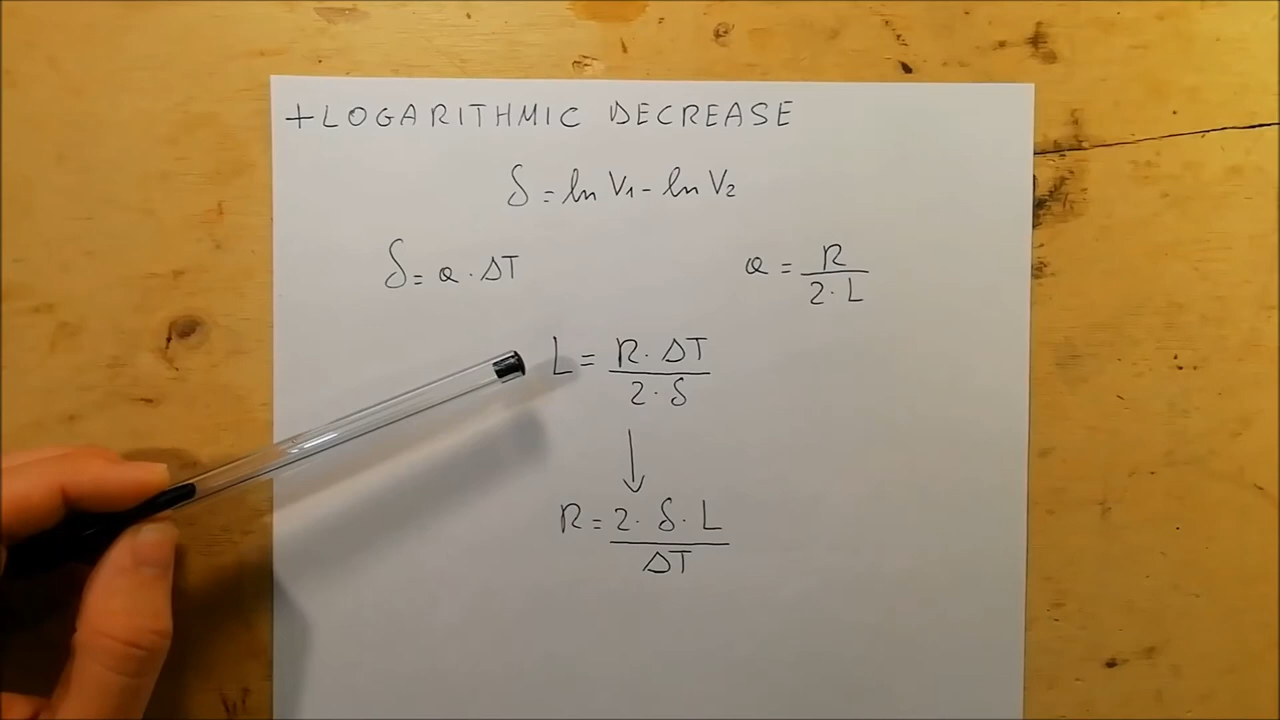 +LOGARITHMIC DECREASE
δ = ln V1 - ln V2
δ = a · ΔT
a = R / 2 · L
L = R · ΔT / 2 · δ
↓
R = 2 · δ · L / ΔT